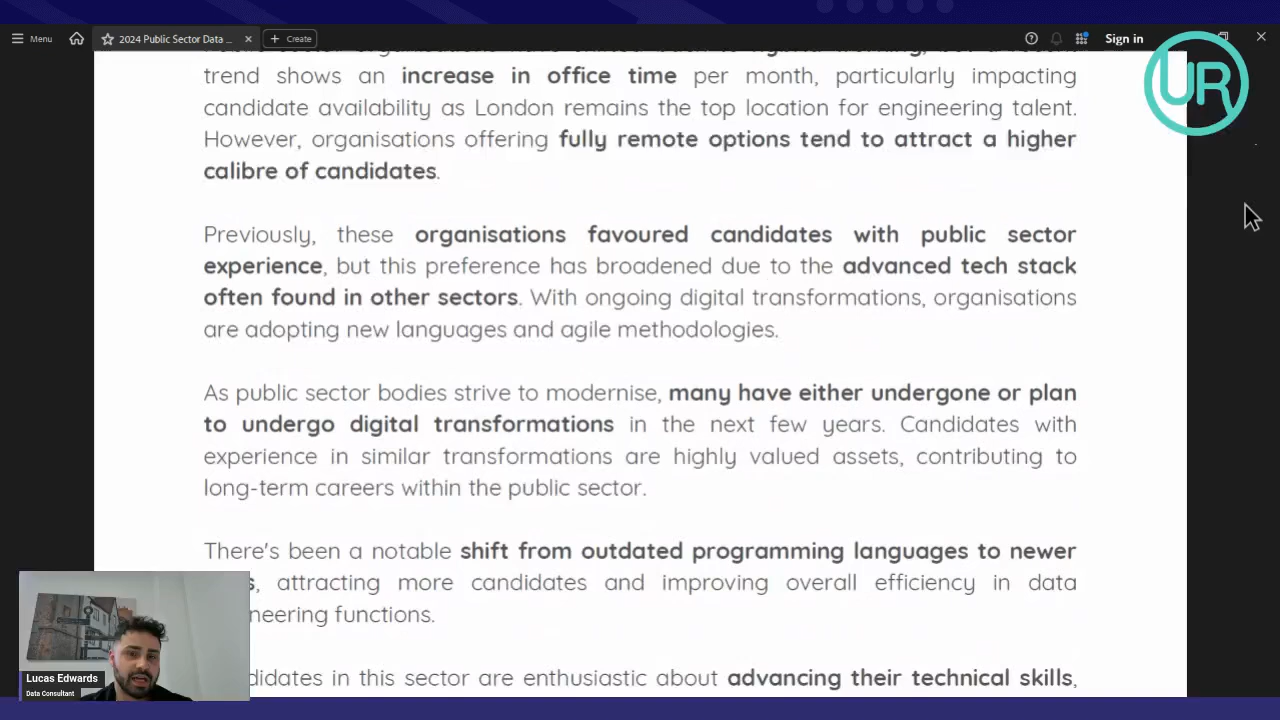 Menu
2024 Public Sector Data ...
Create
Sign in
UR
trend shows an increase in office time per month, particularly impacting
candidate availability as London remains the top location for engineering talent.
However, organisations offering fully remote options tend to attract a higher
calibre of candidates.
Previously, these organisations favoured candidates with public sector
experience, but this preference has broadened due to the advanced tech stack
often found in other sectors. With ongoing digital transformations, organisations
are adopting new languages and agile methodologies.
As public sector bodies strive to modernise, many have either undergone or plan
to undergo digital transformations in the next few years. Candidates with
experience in similar transformations are highly valued assets, contributing to
long-term careers within the public sector.
There's been a notable shift from outdated programming languages to newer
, attracting more candidates and improving overall efficiency in data
neering functions.
didates in this sector are enthusiastic about advancing their technical skills,
Lucas Edwards
Data Consultant